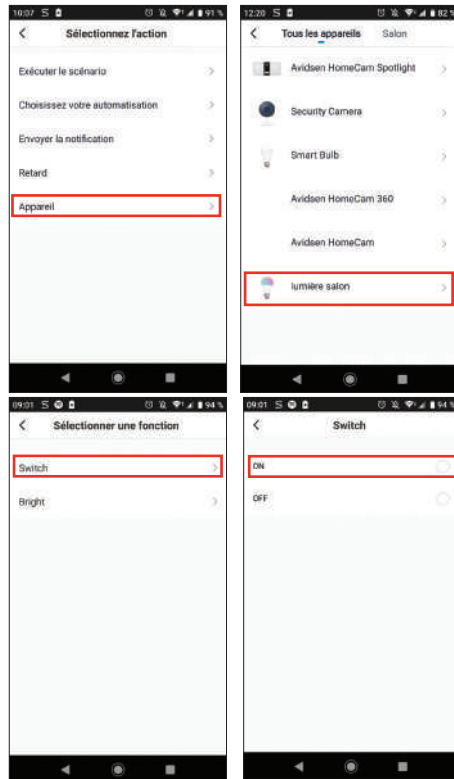 10:07 S 91 %
Sélectionnez l'action
Exécuter le scénario
Choisissez votre automatisation
Envoyer la notification
Retard
Appareil
12:20 S 82 %
Tous les appareils Salon
Avidsen HomeCam Spotlight
Security Camera
Smart Bulb
Avidsen HomeCam 360
Avidsen HomeCam
lumière salon
09:01 S 94 %
Sélectionner une fonction
Switch
Bright
09:01 S 94 %
Switch
ON
OFF